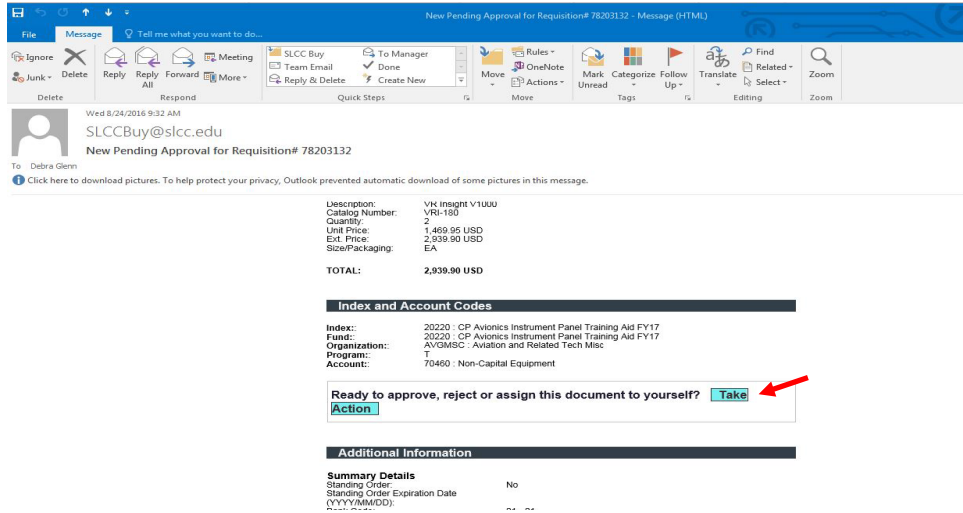 New Pending Approval for Requisition# 78203132 - Message (HTML)
File Message Tell me what you want to do...
Ignore
Junk
Delete
Reply
Reply All
Forward
Meeting
More
SLCC Buy
Team Email
Reply & Delete
To Manager
Done
Create New
Move
Rules
OneNote
Actions
Mark Unread
Categorize
Follow Up
Translate
Find
Related
Select
Zoom
Delete Respond Quick Steps Move Tags Editing Zoom
Wed 8/24/2016 9:32 AM
SLCCBuy@slcc.edu
New Pending Approval for Requisition# 78203132
To Debra Glenn
Click here to download pictures. To help protect your privacy, Outlook prevented automatic download of some pictures in this message.
Description: VR Insight V1000
Catalog Number: VRI-180
Quantity: 2
Unit Price: 1,469.95 USD
Ext. Price: 2,939.90 USD
Size/Packaging: EA
TOTAL: 2,939.90 USD
Index and Account Codes
Index:: 20220 : CP Avionics Instrument Panel Training Aid FY17
Fund:: 20220 : CP Avionics Instrument Panel Training Aid FY17
Organization:: AVGMSC : Aviation and Related Tech Misc
Program:: T
Account:: 70460 : Non-Capital Equipment
Ready to approve, reject or assign this document to yourself? Take
Action
Additional Information
Summary Details
Standing Order: No
Standing Order Expiration Date
(YYYY/MM/DD):